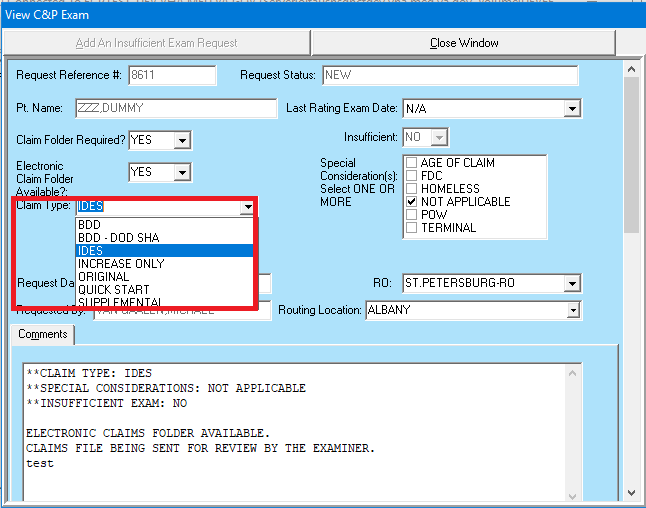 View C&P Exam
Add An Insufficient Exam Request
Close Window
Request Reference #: 8611 Request Status: NEW
Pt. Name: ZZZ,DUMMY Last Rating Exam Date: N/A
Claim Folder Required? YES Insufficient: NO
Electronic
Claim Folder
Available?: YES
Special
Consideration(s):
Select ONE OR
MORE
AGE OF CLAIM
FDC
HOMELESS
NOT APPLICABLE
POW
TERMINAL
Claim Type: IDES
BDD
BDD - DOD SHA
IDES
INCREASE ONLY
ORIGINAL
QUICK START
SUPPLEMENTAL
Request Da RO: ST.PETERSBURG-RO
Requested By: Routing Location: ALBANY
Comments
**CLAIM TYPE: IDES
**SPECIAL CONSIDERATIONS: NOT APPLICABLE
**INSUFFICIENT EXAM: NO
ELECTRONIC CLAIMS FOLDER AVAILABLE.
CLAIMS FILE BEING SENT FOR REVIEW BY THE EXAMINER.
test